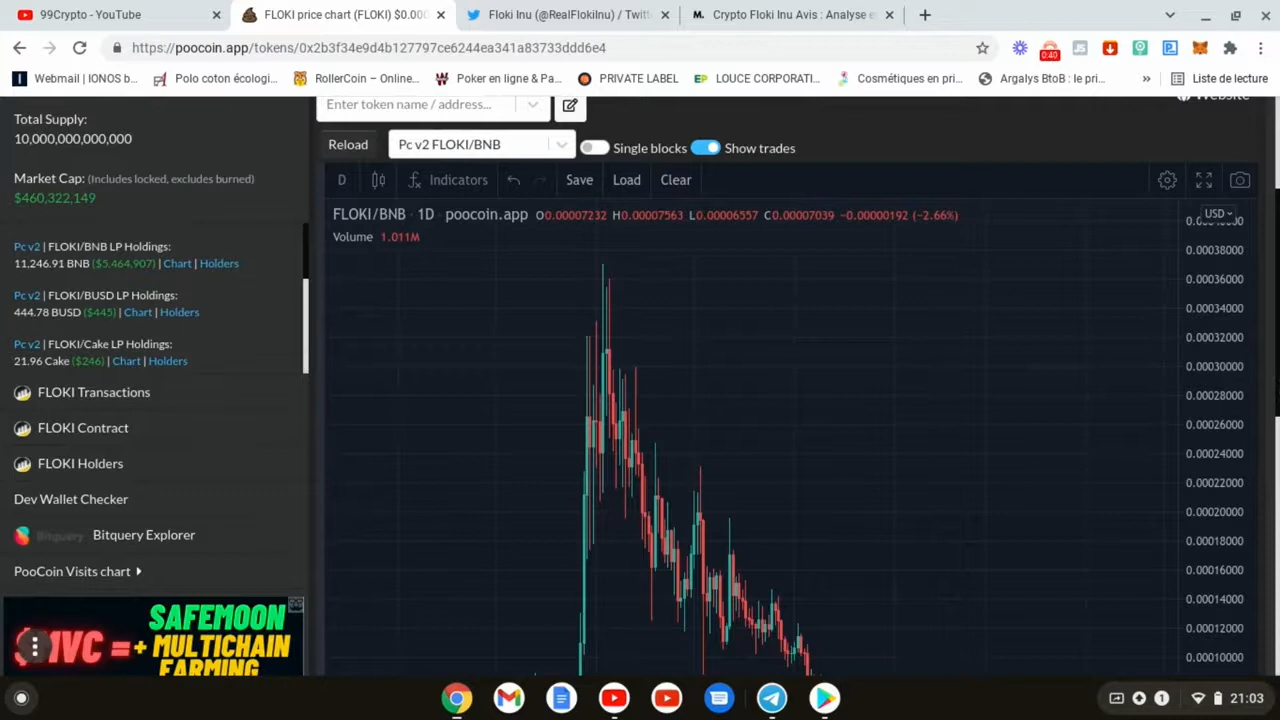 99Crypto - YouTube
FLOKI price chart (FLOKI) $0.000
Floki Inu (@RealFlokiInu) / Twitt
M. Crypto Floki Inu Avis : Analyse e
https://poocoin.app/tokens/0x2b3f34e9d4b127797ce6244ea341a83733ddd6e4
0:40
JS
Webmail | IONOS b...
Polo coton écologi...
RollerCoin – Online...
Poker en ligne & Pa...
PRIVATE LABEL
EP LOUCE CORPORATI...
Cosmétiques en pri...
Argalys BtoB : le pri...
»
Liste de lecture
Total Supply:
10,000,000,000,000
Market Cap: (Includes locked, excludes burned)
$460,322,149
Pc v2 | FLOKI/BNB LP Holdings:
11,246.91 BNB ($5,464,907) | Chart | Holders
Pc v2 | FLOKI/BUSD LP Holdings:
444.78 BUSD ($445) | Chart | Holders
Pc v2 | FLOKI/Cake LP Holdings:
21.96 Cake ($246) | Chart | Holders
FLOKI Transactions
FLOKI Contract
FLOKI Holders
Dev Wallet Checker
Bitquery Bitquery Explorer
PooCoin Visits chart
SAFEMOON
MVC = + MULTICHAIN
FARMING
Enter token name / address...
Website
Reload
Pc v2 FLOKI/BNB
Single blocks
Show trades
D
Indicators
Save
Load
Clear
FLOKI/BNB · 1D · poocoin.app O0.00007232 H0.00007563 L0.00006557 C0.00007039 −0.00000192 (−2.66%)
Volume 1.011M
USD
0.00038000
0.00036000
0.00034000
0.00032000
0.00030000
0.00028000
0.00026000
0.00024000
0.00022000
0.00020000
0.00018000
0.00016000
0.00014000
0.00012000
0.00010000
1
21:03